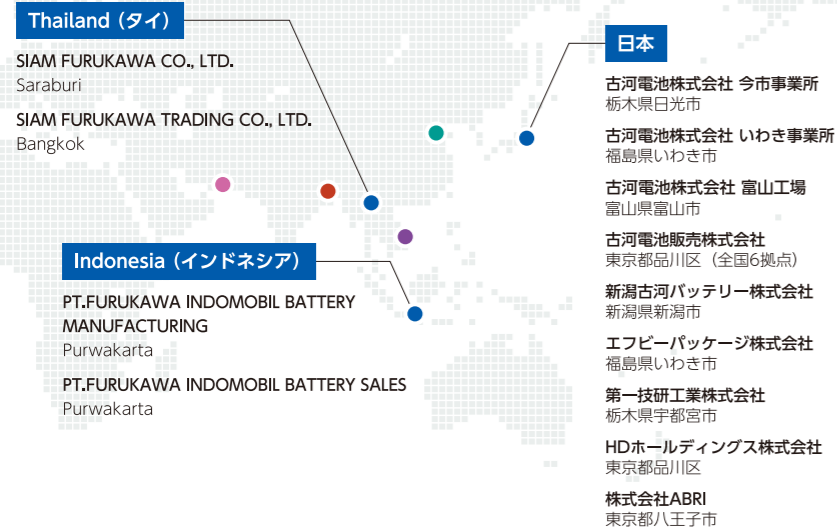 Thailand（タイ）
SIAM FURUKAWA CO., LTD.
Saraburi
SIAM FURUKAWA TRADING CO., LTD.
Bangkok
Indonesia（インドネシア）
PT.FURUKAWA INDOMOBIL BATTERY
MANUFACTURING
Purwakarta
PT.FURUKAWA INDOMOBIL BATTERY SALES
Purwakarta
日本
古河電池株式会社 今市事業所
栃木県日光市
古河電池株式会社 いわき事業所
福島県いわき市
古河電池株式会社 富山工場
富山県富山市
古河電池販売株式会社
東京都品川区（全国6拠点）
新潟古河バッテリー株式会社
新潟県新潟市
エフビーパッケージ株式会社
福島県いわき市
第一技研工業株式会社
栃木県宇都宮市
HDホールディングス株式会社
東京都品川区
株式会社ABRI
東京都八王子市